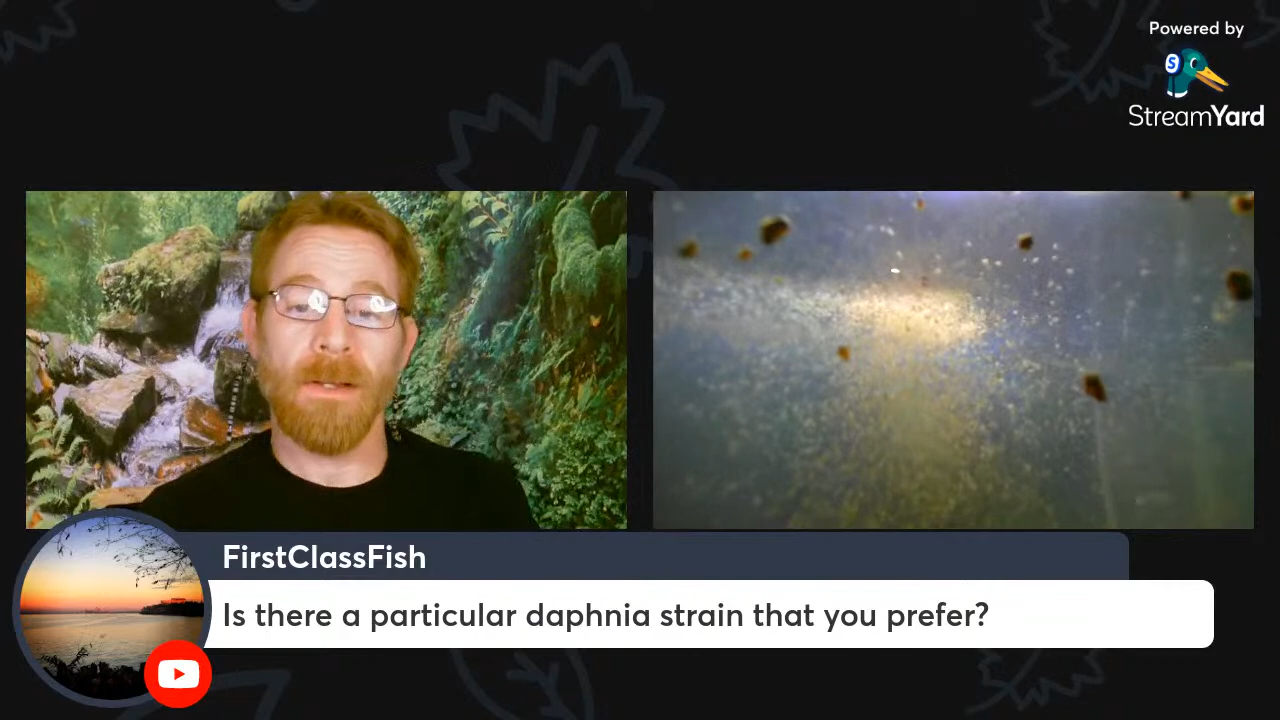 Powered by
StreamYard
FirstClassFish
Is there a particular daphnia strain that you prefer?